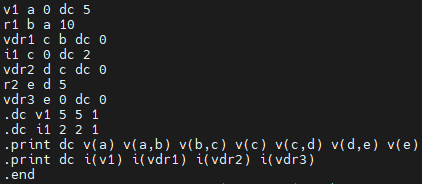 v1 a 0 dc 5
r1 b a 10
vdr1 c b dc 0
i1 c 0 dc 2
vdr2 d c dc 0
r2 e d 5
vdr3 e 0 dc 0
.dc v1 5 5 1
.dc i1 2 2 1
.print dc v(a) v(a,b) v(b,c) v(c) v(c,d) v(d,e) v(e)
.print dc i(v1) i(vdr1) i(vdr2) i(vdr3)
.end